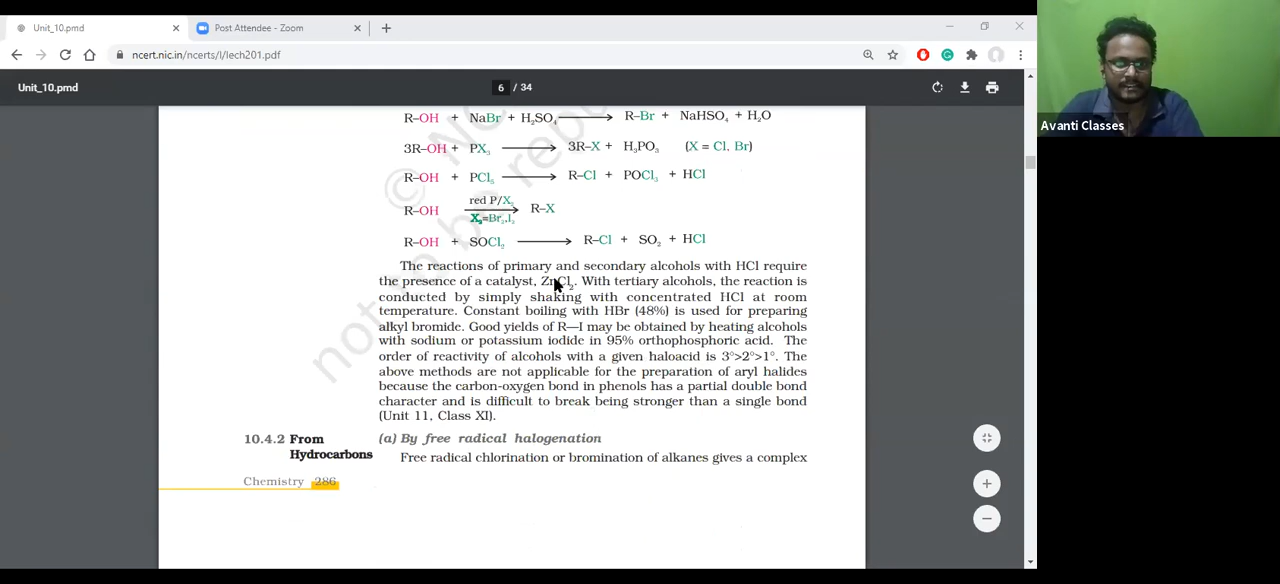 Unit_10.pmd
Post Attendee - Zoom
ncert.nic.in/ncerts/l/lech201.pdf
Unit_10.pmd
6 / 34
Avanti Classes
R–OH + NaBr + H₂SO₄ ⟶ R–Br + NaHSO₄ + H₂O
3R–OH + PX₃ ⟶ 3R–X + H₃PO₃ (X = Cl, Br)
R–OH + PCl₅ ⟶ R–Cl + POCl₃ + HCl
red P/X₂
R–OH ⟶ R–X
X₂=Br₂,I₂
R–OH + SOCl₂ ⟶ R–Cl + SO₂ + HCl
The reactions of primary and secondary alcohols with HCl require
the presence of a catalyst, ZnCl₂. With tertiary alcohols, the reaction is
conducted by simply shaking with concentrated HCl at room
temperature. Constant boiling with HBr (48%) is used for preparing
alkyl bromide. Good yields of R—I may be obtained by heating alcohols
with sodium or potassium iodide in 95% orthophosphoric acid. The
order of reactivity of alcohols with a given haloacid is 3°>2°>1°. The
above methods are not applicable for the preparation of aryl halides
because the carbon-oxygen bond in phenols has a partial double bond
character and is difficult to break being stronger than a single bond
(Unit 11, Class XI).
10.4.2 From
Hydrocarbons
(a) By free radical halogenation
Free radical chlorination or bromination of alkanes gives a complex
Chemistry 286
not to be rep
© NC